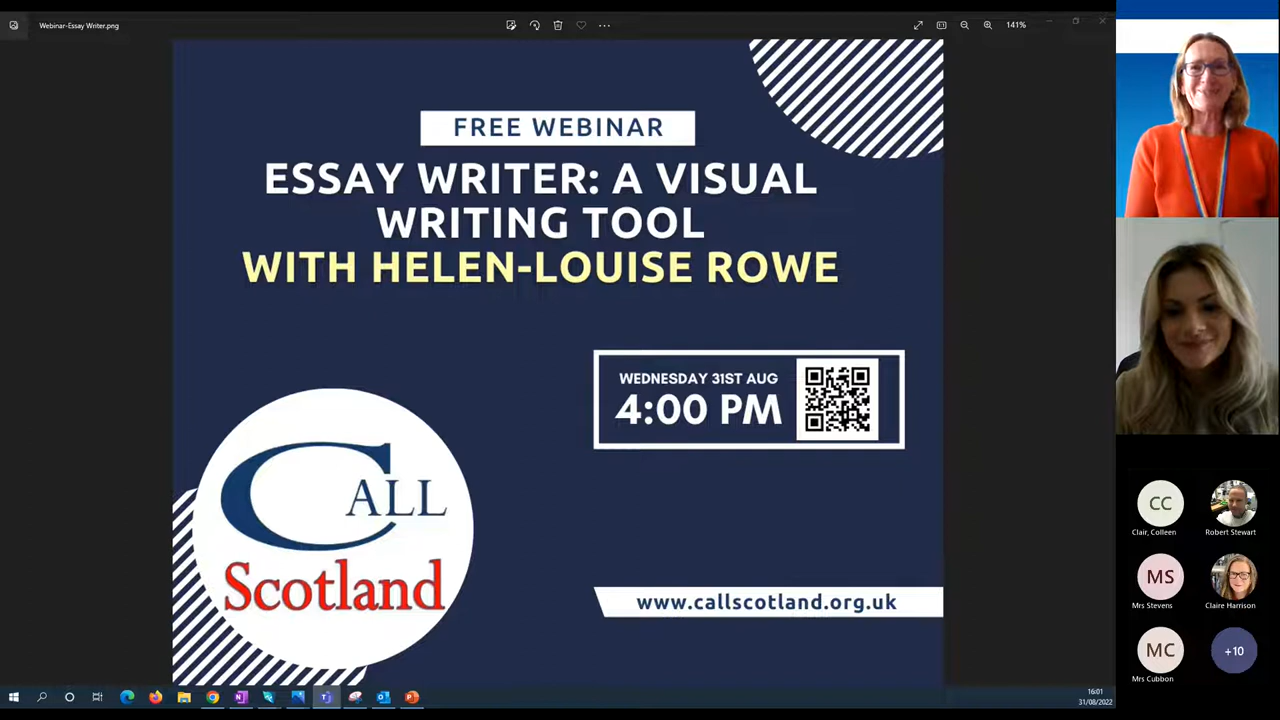 Webinar-Essay Writer.png
141%
FREE WEBINAR
ESSAY WRITER: A VISUAL
WRITING TOOL
WITH HELEN-LOUISE ROWE
WEDNESDAY 31ST AUG
4:00 PM
CALL
Scotland
www.callscotland.org.uk
CC
Clair, Colleen
Robert Stewart
MS
Mrs Stevens
Claire Harrison
MC
Mrs Cubbon
+10
16:01
31/08/2022